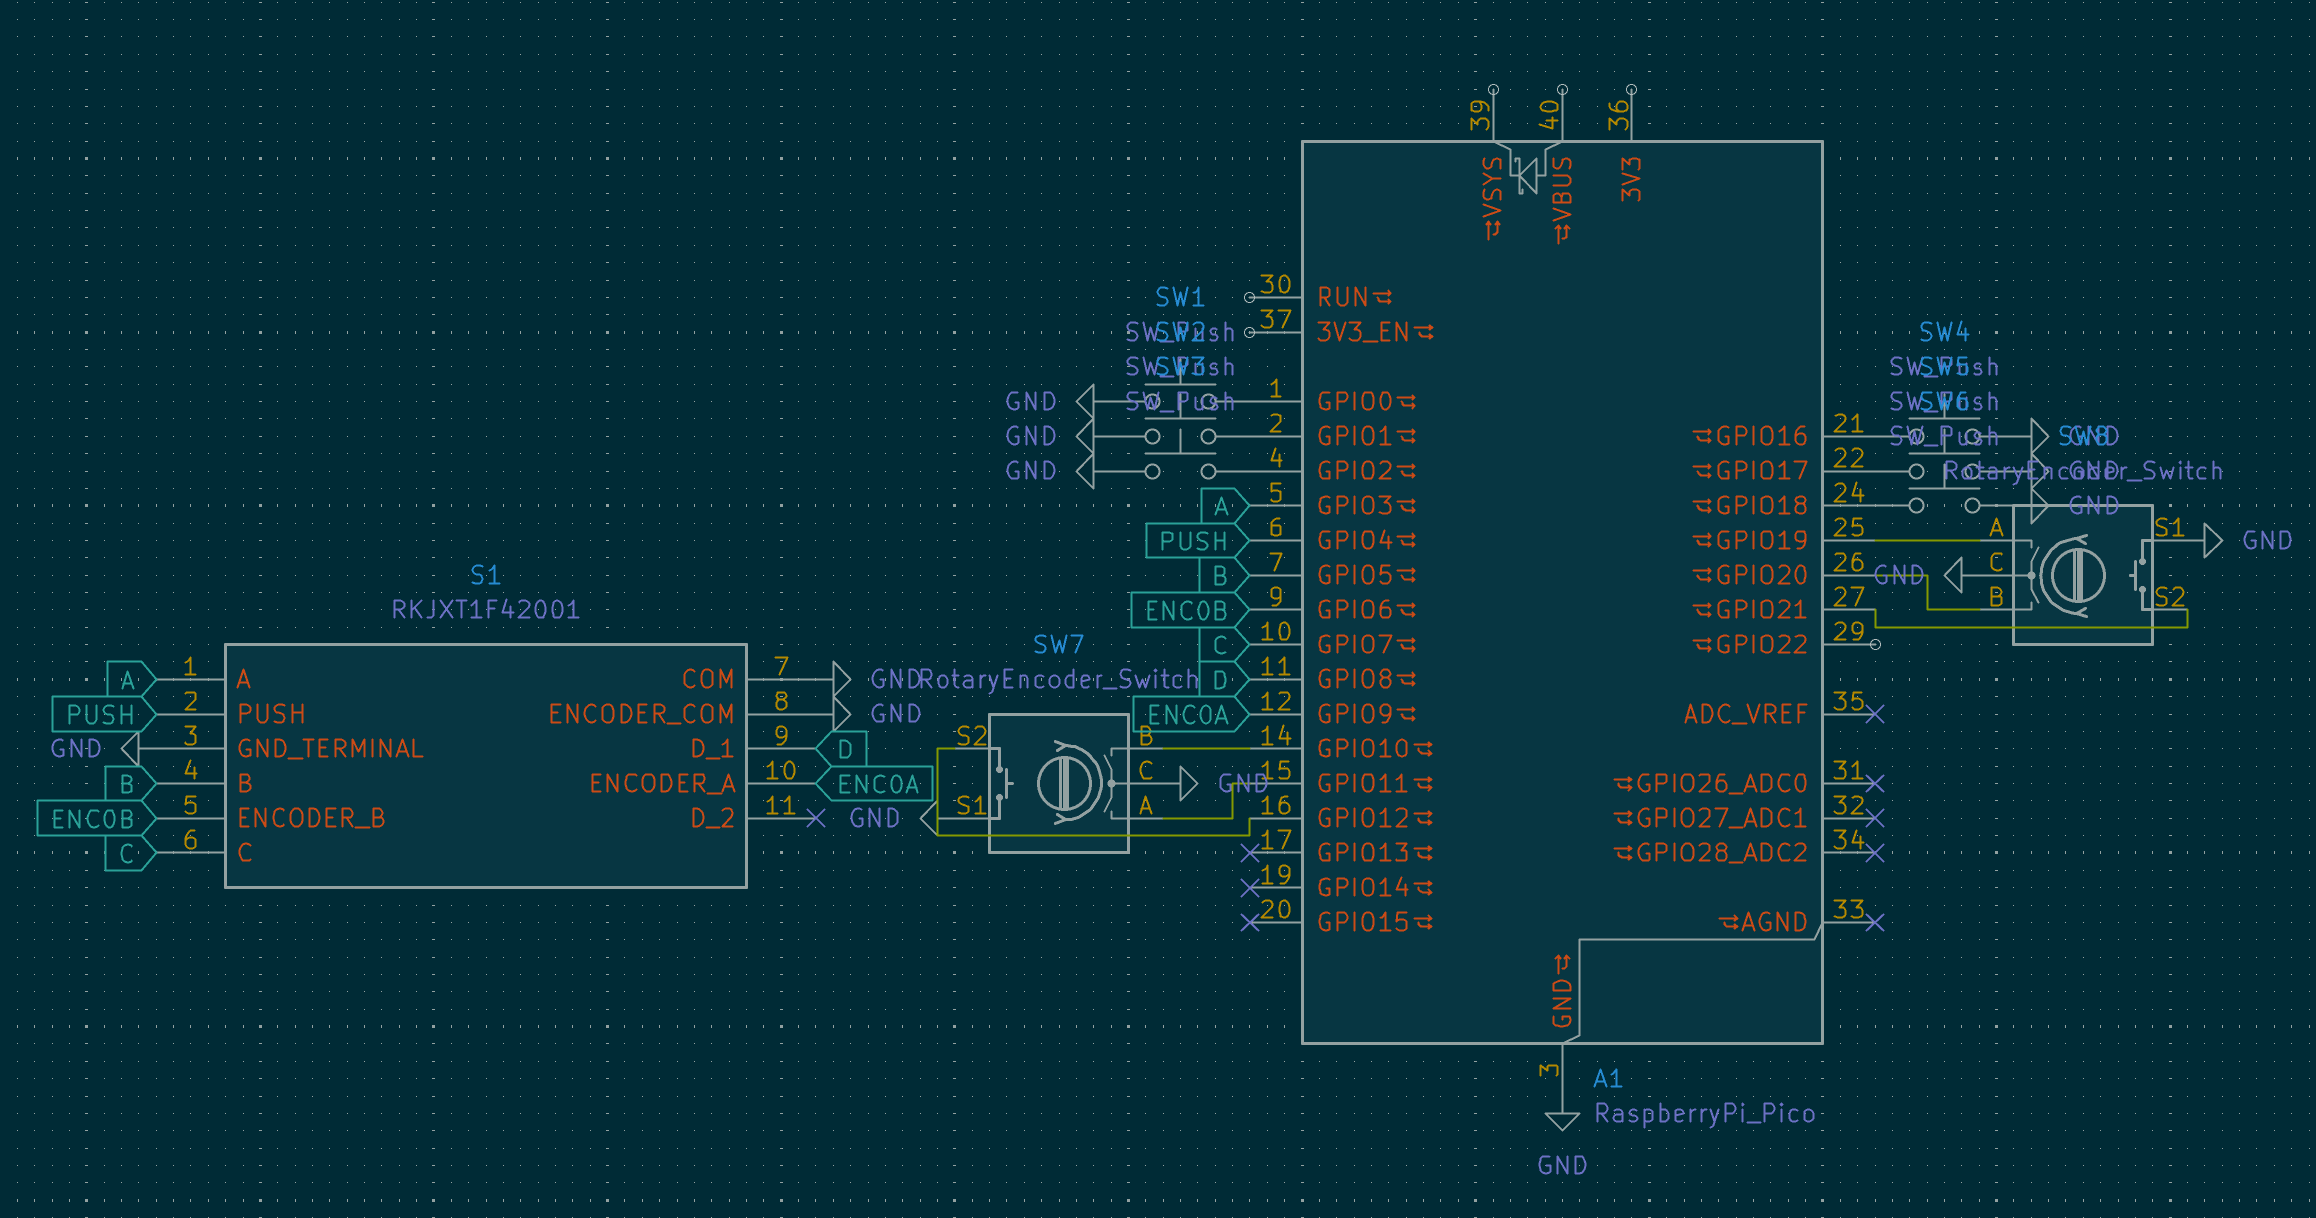 39
40
36
VSYS
VBUS
3V3
30
RUN
37
3V3_EN
SW1
SW_Push
SW2
SW_Push
SW3
SW_Push
GND
GND
GND
1
GPIO0
2
GPIO1
4
GPIO2
A
5
GPIO3
PUSH
6
GPIO4
B
7
GPIO5
ENC0B
9
GPIO6
C
10
GPIO7
D
11
GPIO8
ENC0A
12
GPIO9
14
GPIO10
15
GPIO11
16
GPIO12
17
GPIO13
19
GPIO14
20
GPIO15
SW4
SW_Push
SW5
SW_Push
SW6
SW_Push
GPIO16
21
GND
GPIO17
22
GND
GPIO18
24
GND
GPIO19
25
GPIO20
26
GPIO21
27
GPIO22
29
ADC_VREF
35
GPIO26_ADC0
31
GPIO27_ADC1
32
GPIO28_ADC2
34
AGND
33
GND
3
A1
RaspberryPi_Pico
GND
SW8
RotaryEncoder_Switch
A
C
B
GND
S1
S2
GND
S1
RKJXT1F42001
A
1
A
PUSH
2
PUSH
GND
3
GND_TERMINAL
B
4
B
ENC0B
5
ENCODER_B
C
6
C
COM
7
GND
ENCODER_COM
8
GND
D_1
9
D
ENCODER_A
10
ENC0A
D_2
11
SW7
RotaryEncoder_Switch
S2
S1
GND
B
C
A
GND